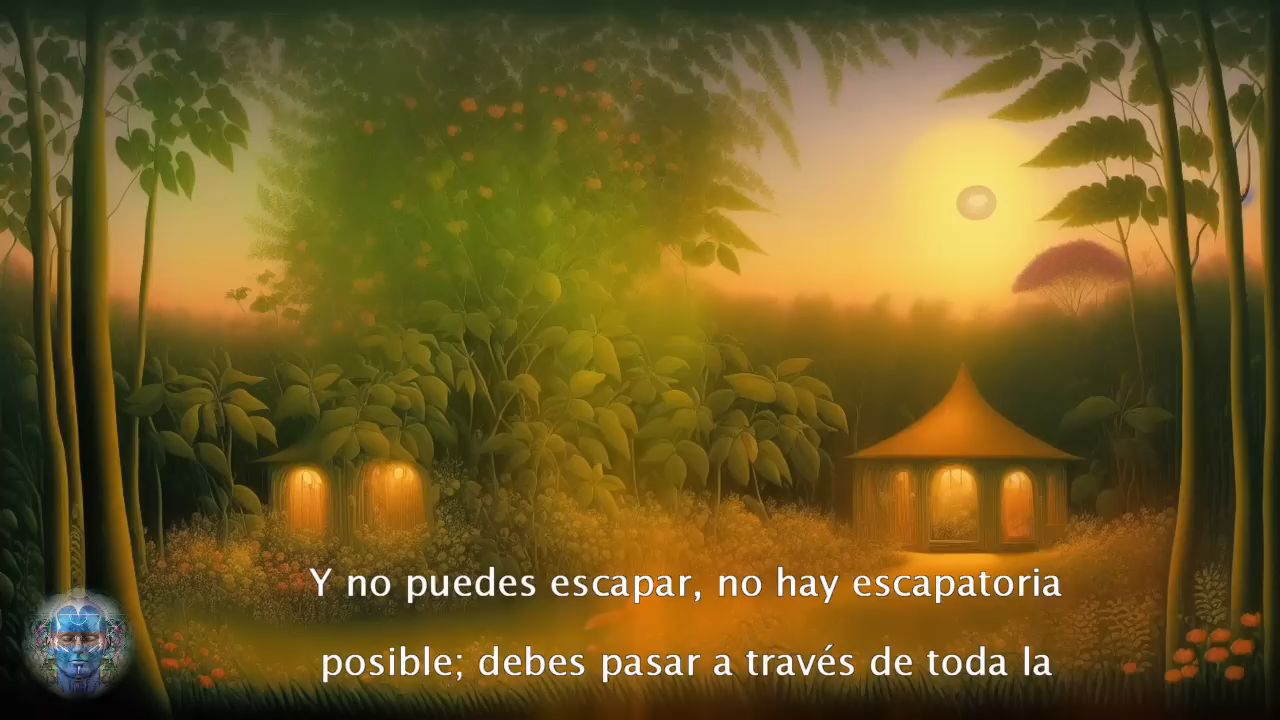 Y no puedes escapar, no hay escapatoria
posible; debes pasar a través de toda la